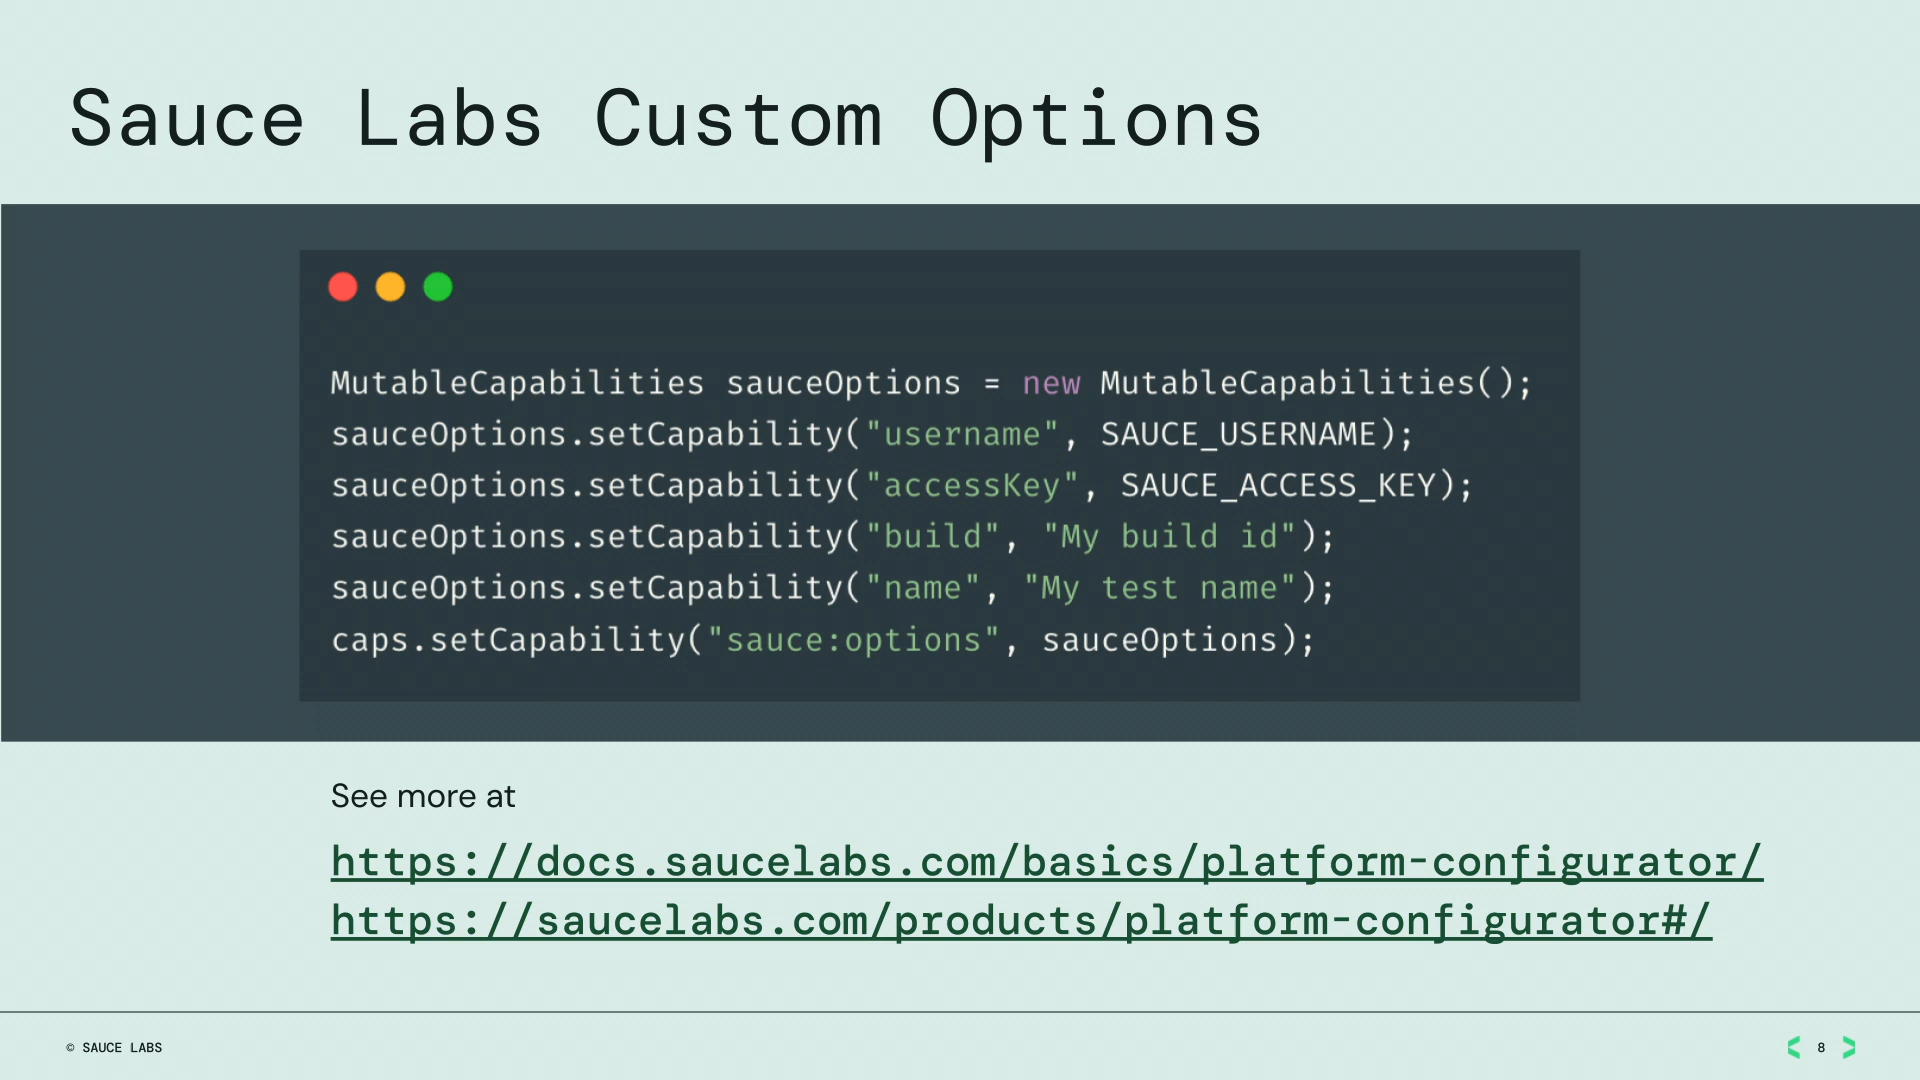 Sauce Labs Custom Options
MutableCapabilities sauceOptions = new MutableCapabilities();
sauceOptions.setCapability("username", SAUCE_USERNAME);
sauceOptions.setCapability("accessKey", SAUCE_ACCESS_KEY);
sauceOptions.setCapability("build", "My build id");
sauceOptions.setCapability("name", "My test name");
caps.setCapability("sauce:options", sauceOptions);
See more at
https://docs.saucelabs.com/basics/platform-configurator/
https://saucelabs.com/products/platform-configurator#/
© SAUCE LABS
< 8 >